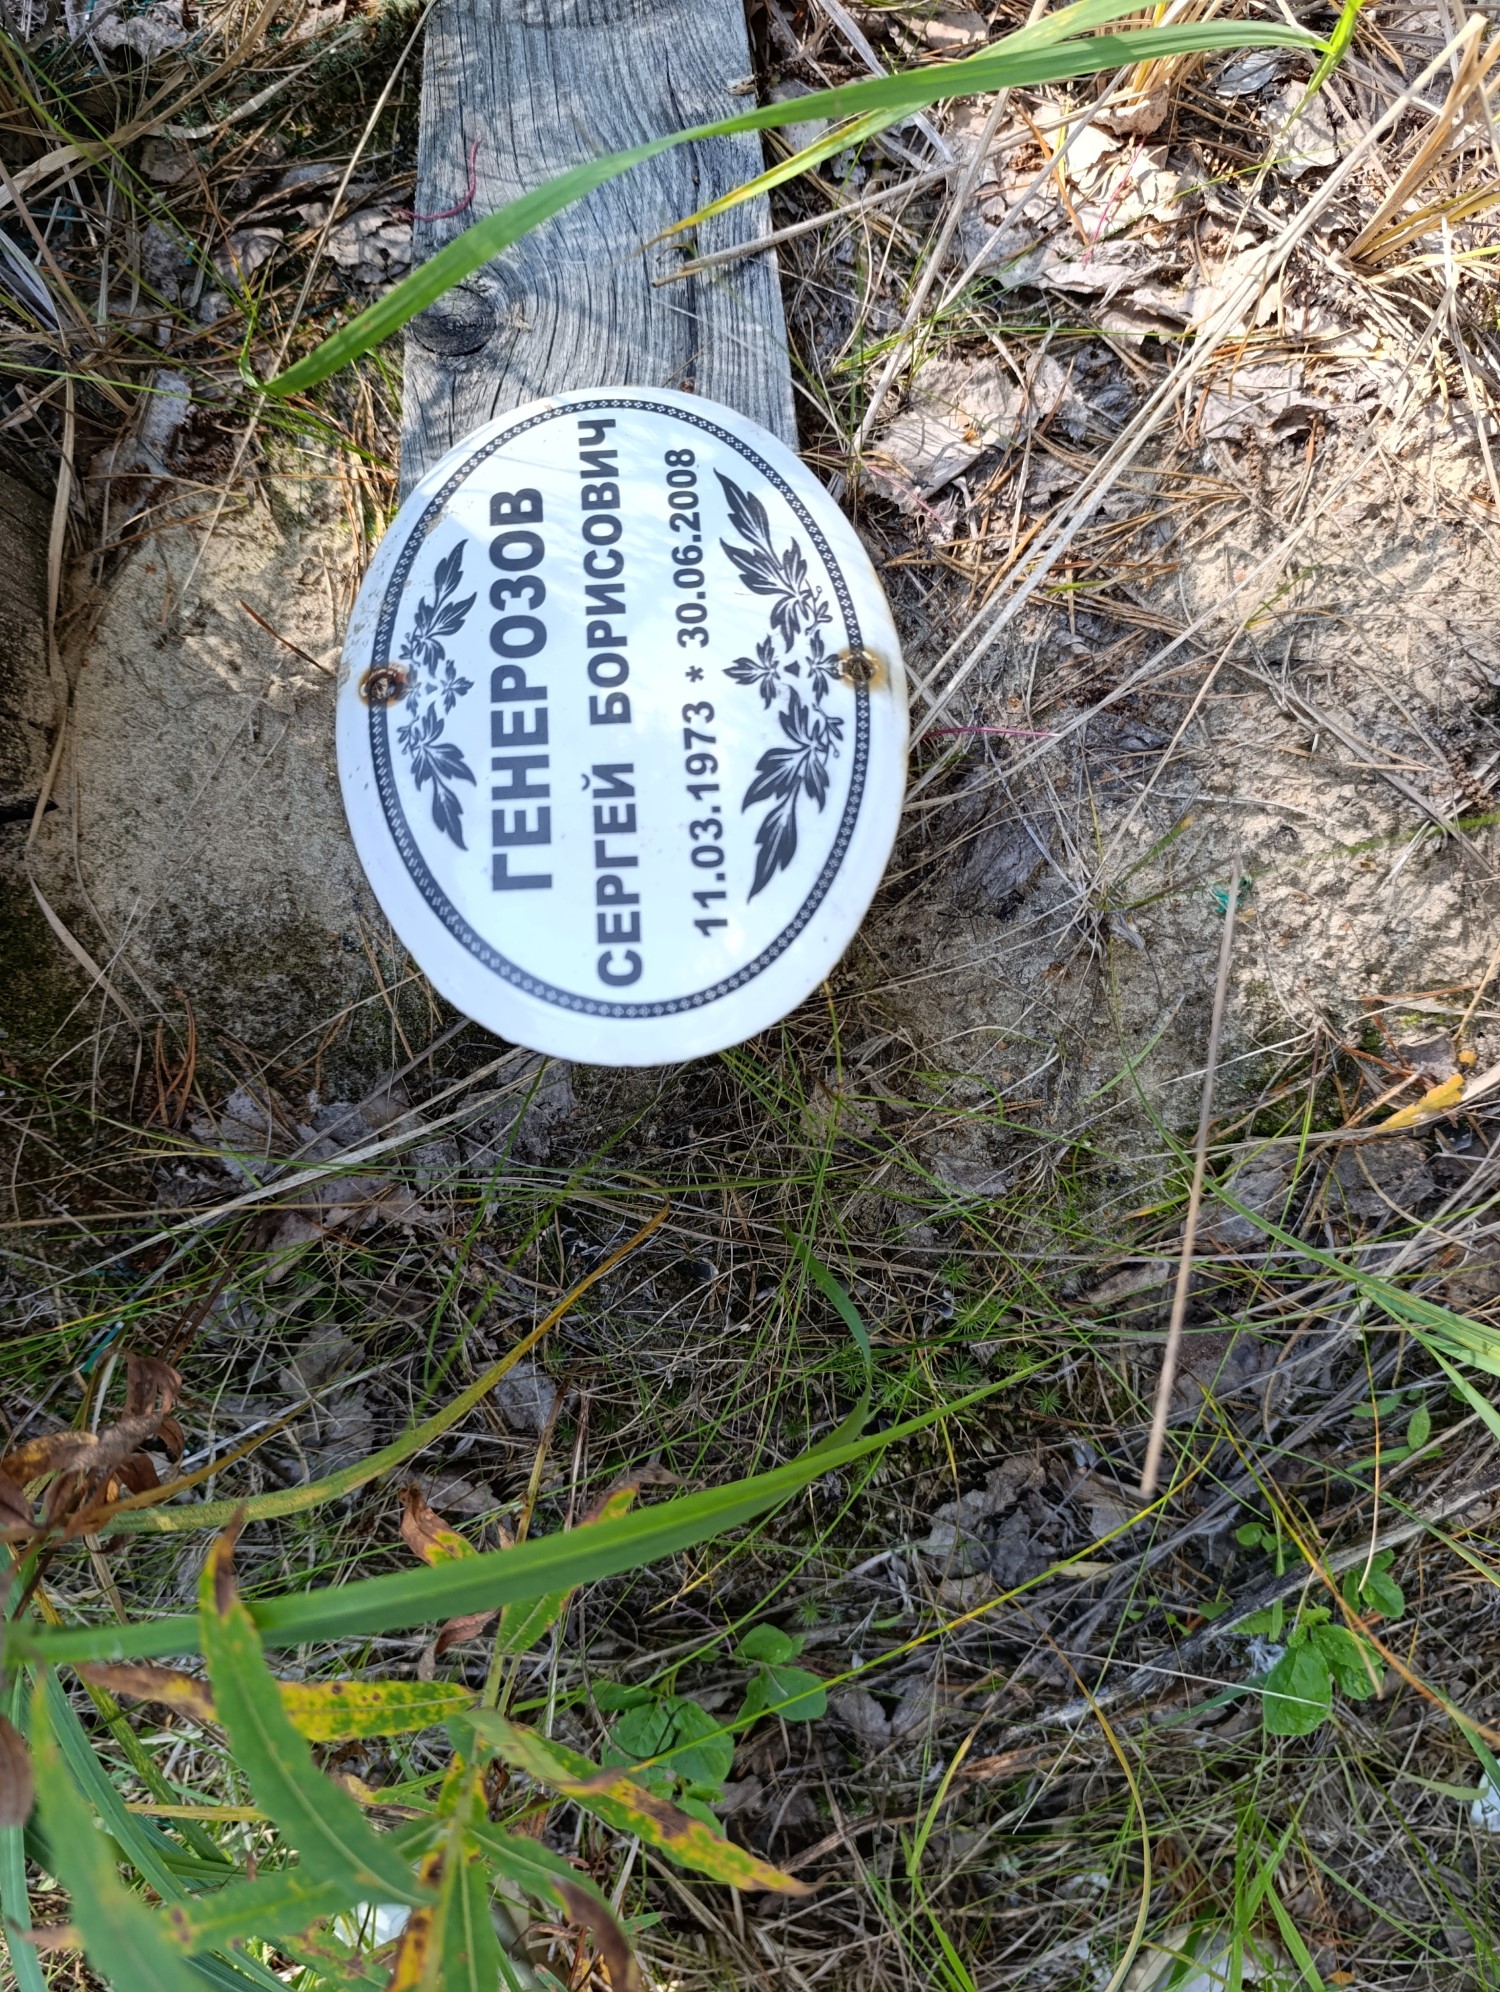 ГЕНЕРОЗОВ
СЕРГЕЙ БОРИСОВИЧ
11.03.1973 * 30.06.2008